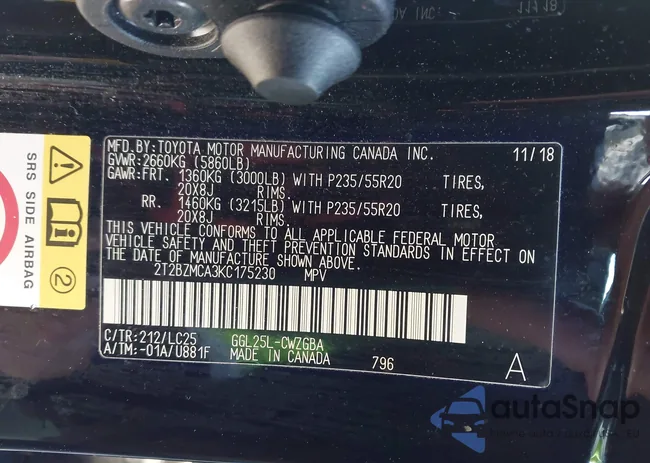 11/18
MFD.BY:TOYOTA MOTOR MANUFACTURING CANADA INC. 11/18
GVWR:2660KG (5860LB)
GAWR:FRT. 1360KG (3000LB) WITH P235/55R20 TIRES,
20X8J RIMS.
RR. 1460KG (3215LB) WITH P235/55R20 TIRES,
20X8J RIMS.
THIS VEHICLE CONFORMS TO ALL APPLICABLE FEDERAL MOTOR
VEHICLE SAFETY AND THEFT PREVENTION STANDARDS IN EFFECT ON
THE DATE OF MANUFACTURE SHOWN ABOVE.
2T2BZMCA3KC175230 MPV
C/TR:212/LC25 GGL25L-CWZGBA
A/TM:-01A/U881F MADE IN CANADA 796 A
SRS SIDE AIRBAG
2
autoSnap